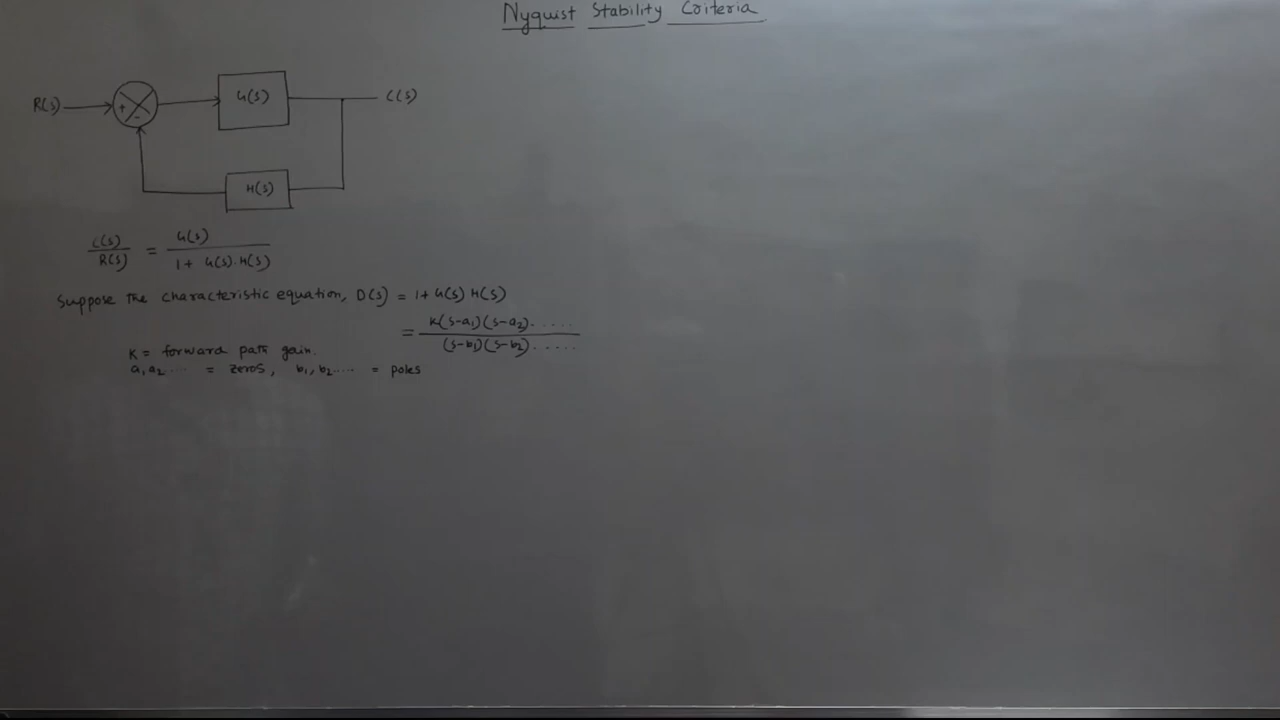 Nyquist Stability Criteria
R(s) + - G(s) C(s)
H(s)
C(s)/R(s) = G(s)/(1 + G(s).H(s))
Suppose the characteristic equation, D(s) = 1 + G(s) H(s)
= K(s-a1)(s-a2)...... / (s-b1)(s-b2)......
K = forward path gain.
a1, a2.... = zeros, b1, b2..... = poles